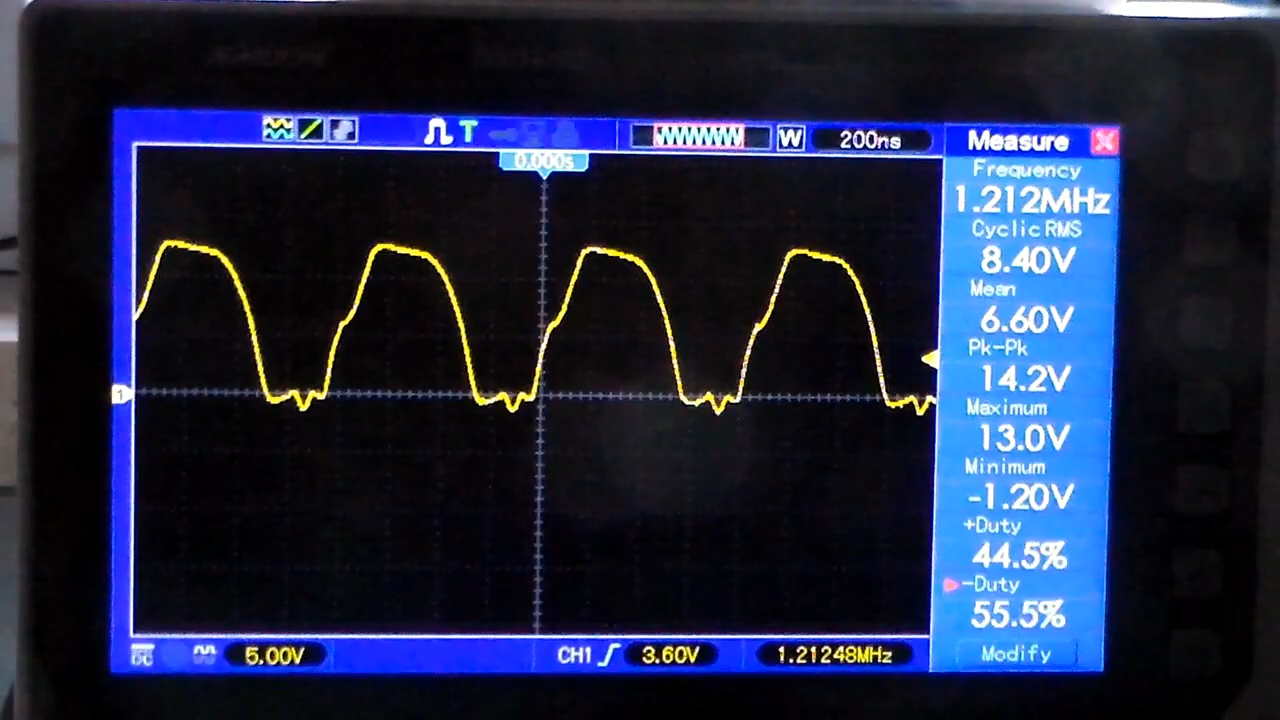 T
W
200ns
Measure
0.000s
Frequency
1.212MHz
Cyclic RMS
8.40V
Mean
6.60V
Pk-Pk
14.2V
Maximum
13.0V
Minimum
-1.20V
+Duty
44.5%
-Duty
55.5%
1
DC
5.00V
CH1
3.60V
1.21248MHz
Modify